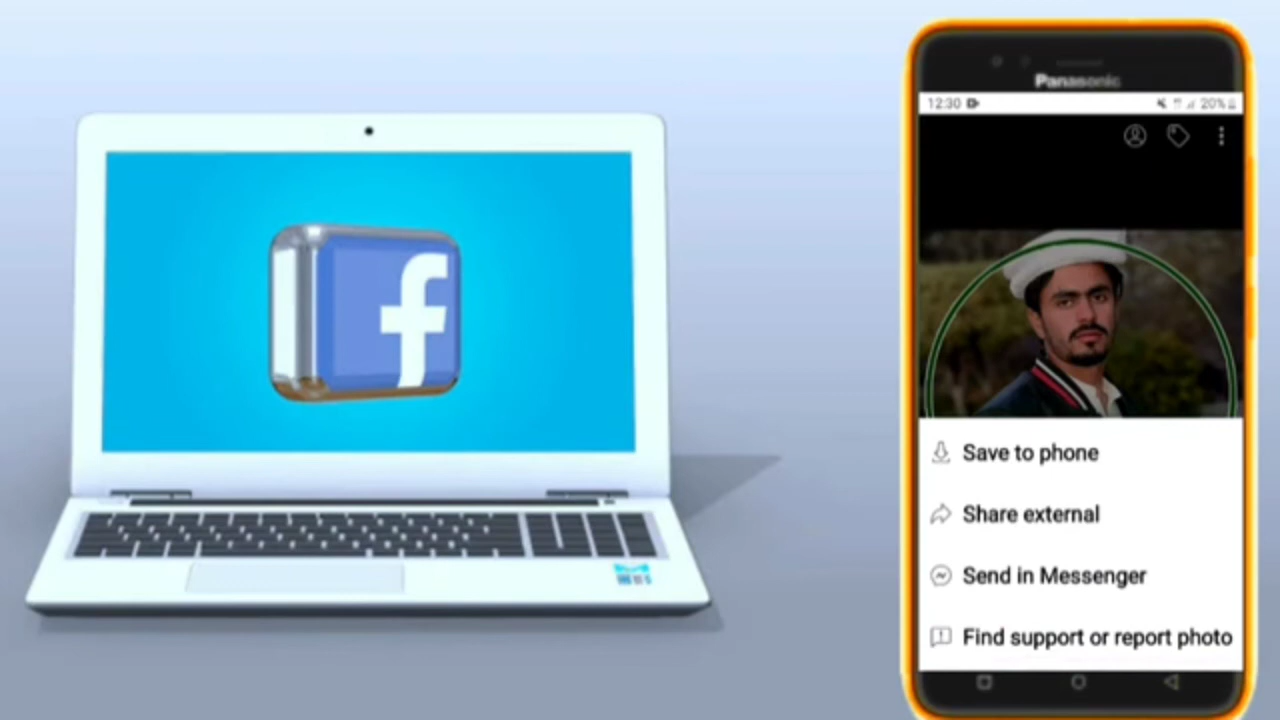 f
Panasonic
12:30
20%
Save to phone
Share external
Send in Messenger
Find support or report photo